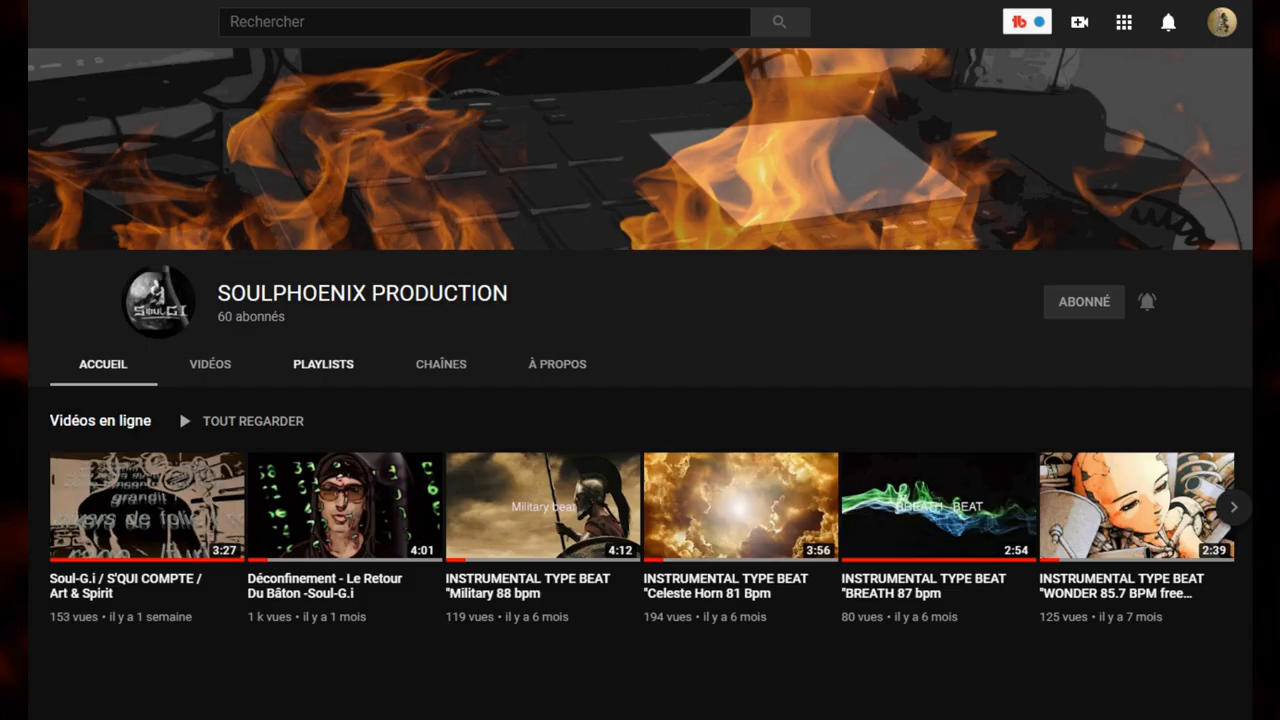 Rechercher
SOULPHOENIX PRODUCTION
60 abonnés
ABONNÉ
ACCUEIL
VIDÉOS
PLAYLISTS
CHAÎNES
À PROPOS
Vidéos en ligne
TOUT REGARDER
grandit
de folie
3:27
4:01
Military beat
4:12
3:56
BREATH BEAT
2:54
2:39
Soul-G.i / S'QUI COMPTE /
Art & Spirit
153 vues • il y a 1 semaine
Déconfinement - Le Retour
Du Bâton -Soul-G.i
1 k vues • il y a 1 mois
INSTRUMENTAL TYPE BEAT
"Military 88 bpm
119 vues • il y a 6 mois
INSTRUMENTAL TYPE BEAT
"Celeste Horn 81 Bpm
194 vues • il y a 6 mois
INSTRUMENTAL TYPE BEAT
"BREATH 87 bpm
80 vues • il y a 6 mois
INSTRUMENTAL TYPE BEAT
"WONDER 85.7 BPM free...
125 vues • il y a 7 mois